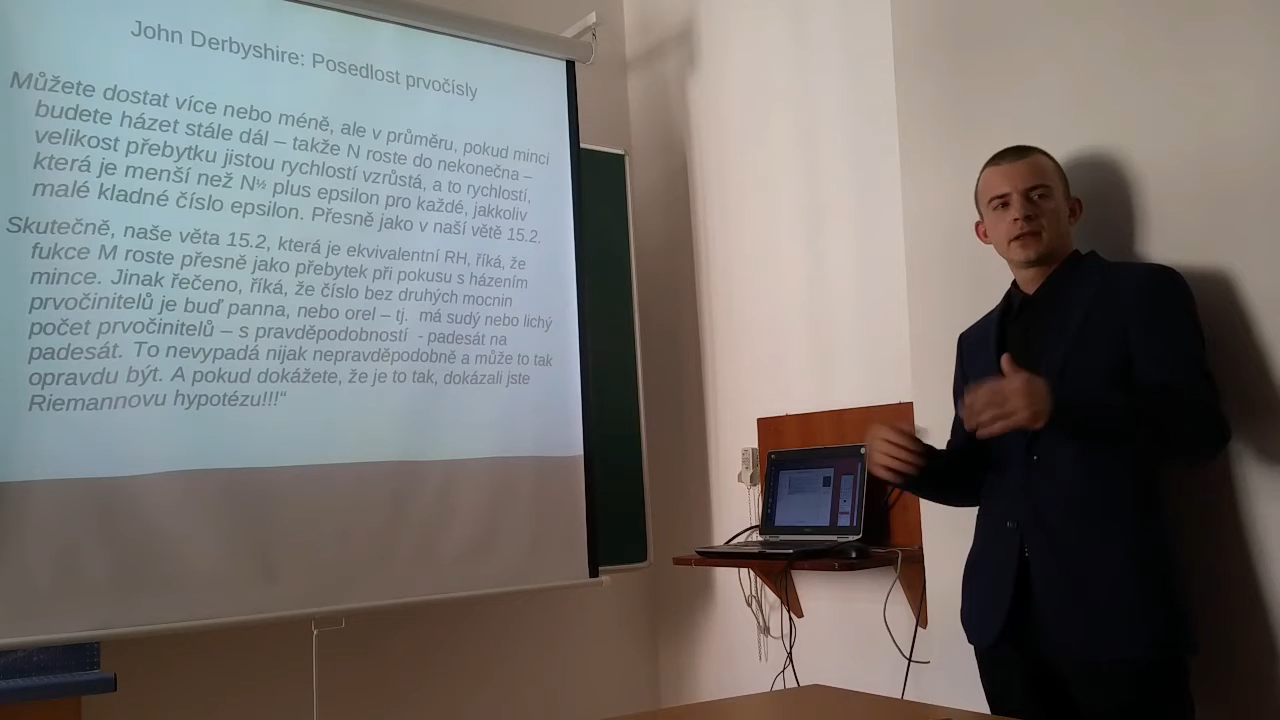 John Derbyshire: Posedlost prvočísly
Můžete dostat více nebo méně, ale v průměru, pokud minci
budete házet stále dál – takže N roste do nekonečna –
velikost přebytku jistou rychlostí vzrůstá, a to rychlostí,
která je menší než N½ plus epsilon pro každé, jakkoliv
malé kladné číslo epsilon. Přesně jako v naší větě 15.2.
Skutečně, naše věta 15.2, která je ekvivalentní RH, říká, že
fukce M roste přesně jako přebytek při pokusu s házením
mince. Jinak řečeno, říká, že číslo bez druhých mocnin
prvočinitelů je buď panna, nebo orel – tj. má sudý nebo lichý
počet prvočinitelů – s pravděpodobností - padesát na
padesát. To nevypadá nijak nepravděpodobně a může to tak
opravdu být. A pokud dokážete, že je to tak, dokázali jste
Riemannovu hypotézu!!!“